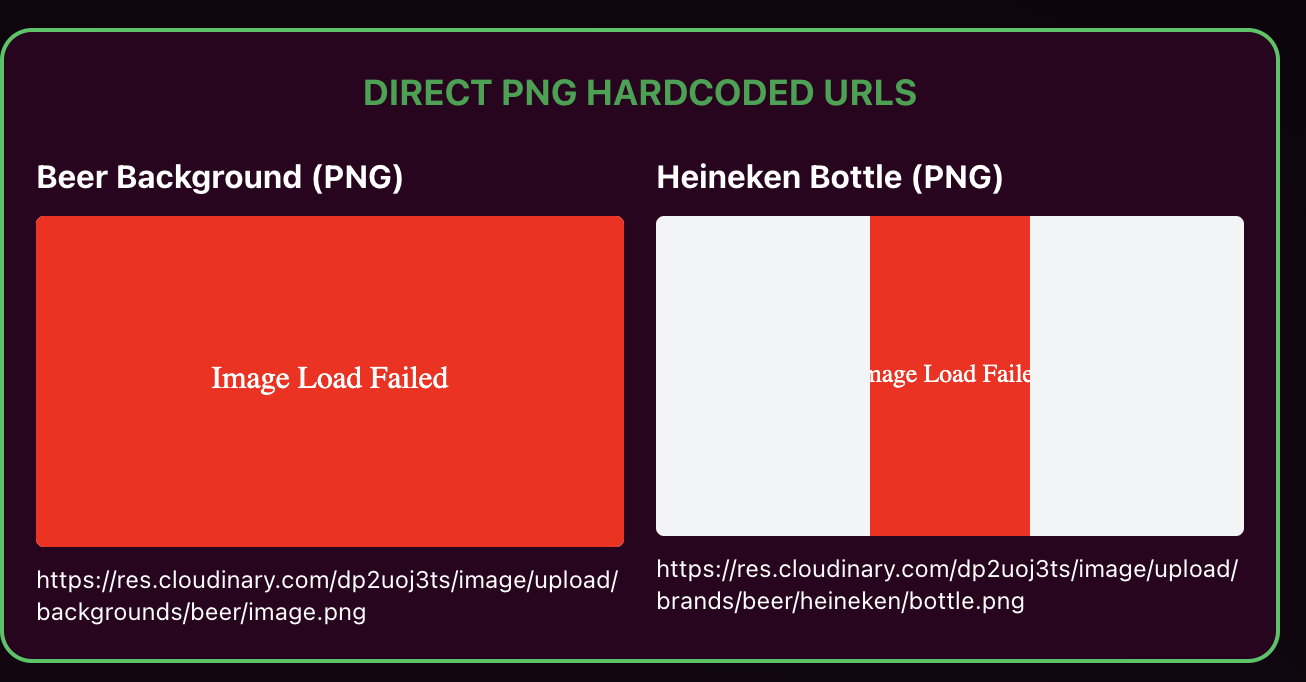 DIRECT PNG HARDCODED URLS
Beer Background (PNG)
Image Load Failed
https://res.cloudinary.com/dp2uoj3ts/image/upload/
backgrounds/beer/image.png
Heineken Bottle (PNG)
mage Load Faile
https://res.cloudinary.com/dp2uoj3ts/image/upload/
brands/beer/heineken/bottle.png